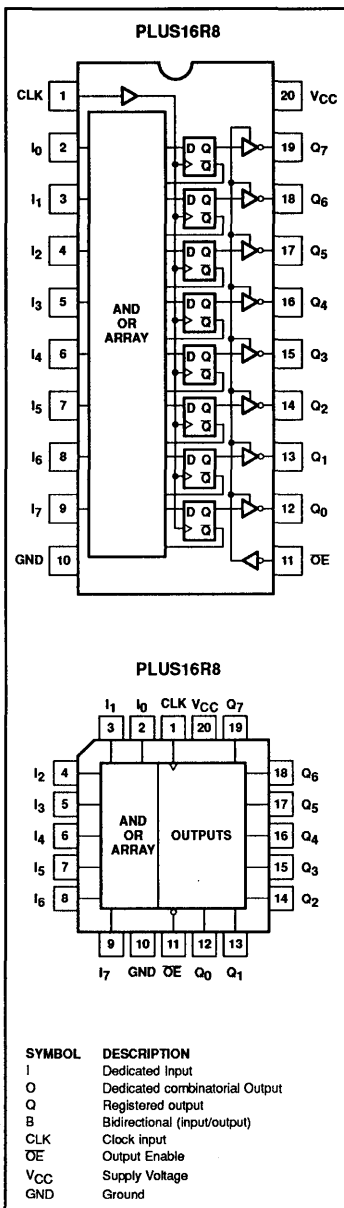 PLUS16R8
CLK 1 20 VCC
I0 2 D Q Q̅ 19 Q7
I1 3 D Q Q̅ 18 Q6
I2 4 D Q Q̅ 17 Q5
I3 5 D Q Q̅ 16 Q4
AND
OR
ARRAY
I4 6 D Q Q̅ 15 Q3
I5 7 D Q Q̅ 14 Q2
I6 8 D Q Q̅ 13 Q1
I7 9 D Q Q̅ 12 Q0
GND 10 11 O̅E̅
PLUS16R8
I1 I0 CLK VCC Q7
3 2 1 20 19
I2 4 18 Q6
I3 5 17 Q5
I4 6 16 Q4
I5 7 15 Q3
I6 8 14 Q2
AND
OR
ARRAY
OUTPUTS
9 10 11 12 13
I7 GND O̅E̅ Q0 Q1
SYMBOL DESCRIPTION
I Dedicated Input
O Dedicated combinatorial Output
Q Registered output
B Bidirectional (input/output)
CLK Clock input
O̅E̅ Output Enable
VCC Supply Voltage
GND Ground